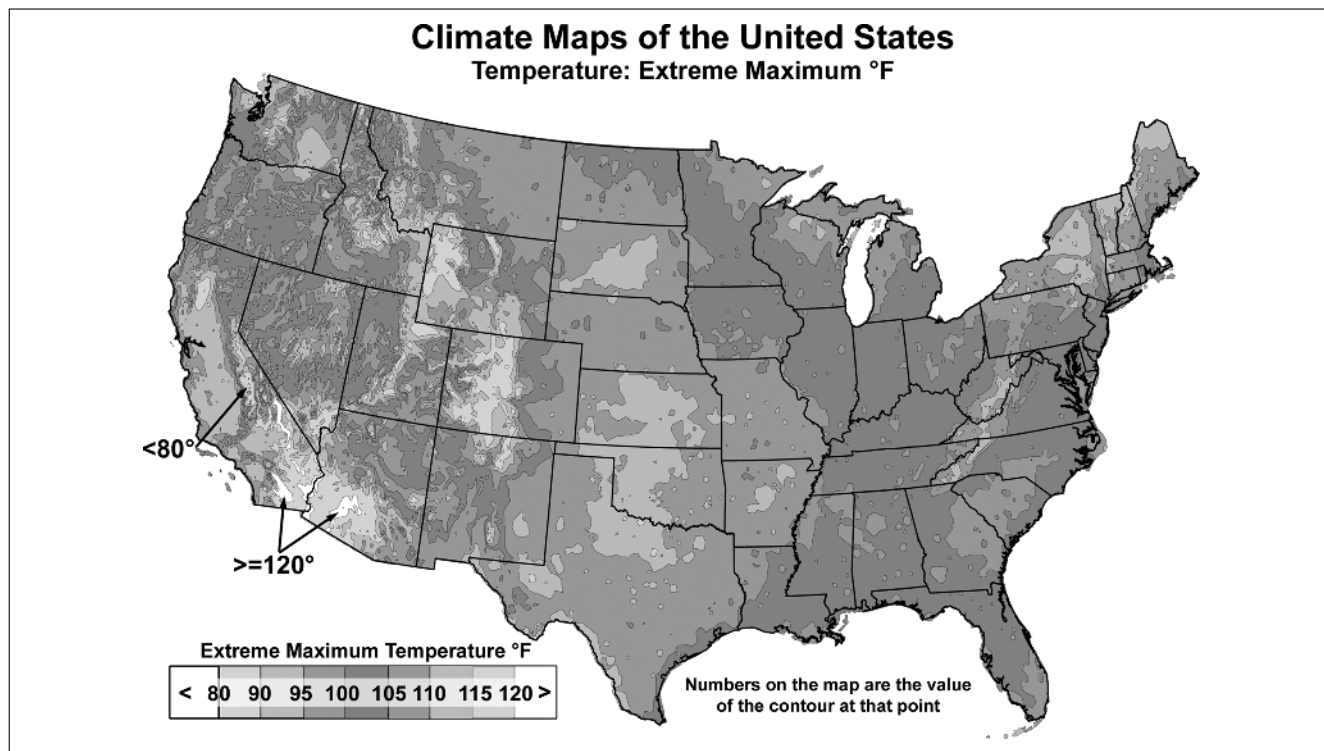 Climate Maps of the United States
Temperature: Extreme Maximum °F
<80°
>=120°
Extreme Maximum Temperature °F
< 80 90 95 100 105 110 115 120 >
Numbers on the map are the value
of the contour at that point